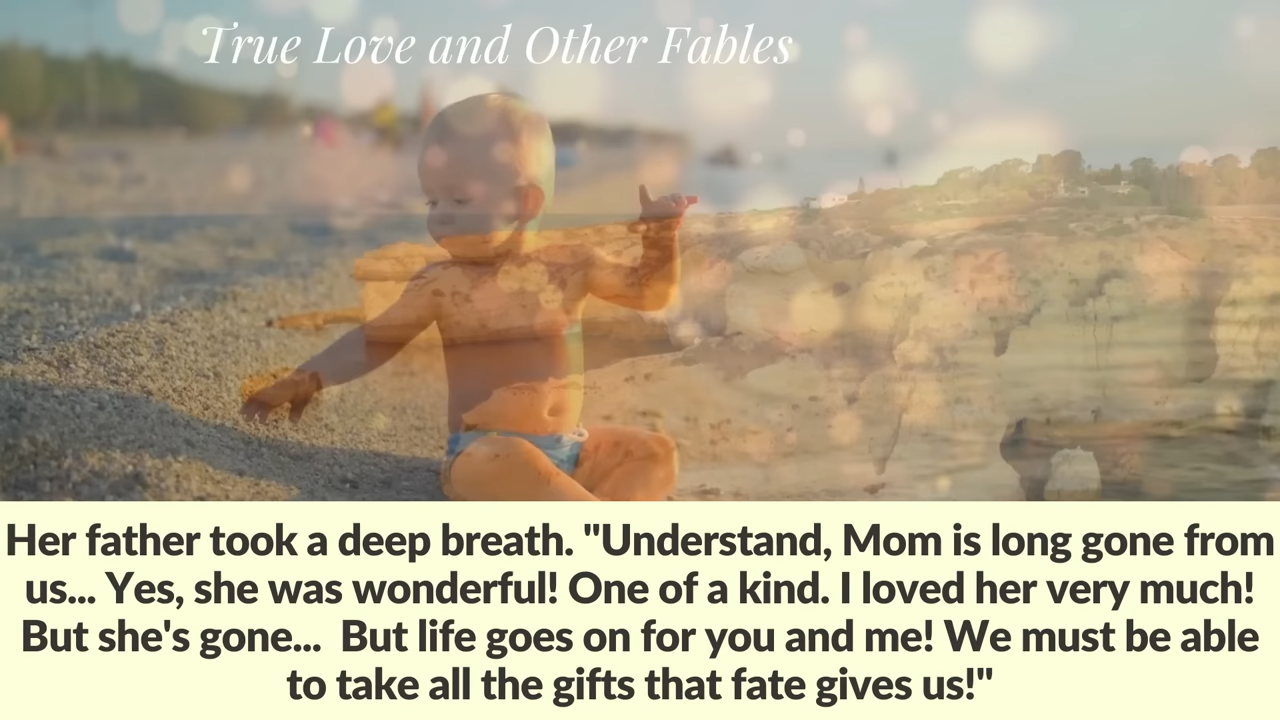 True Love and Other Fables
Her father took a deep breath. "Understand, Mom is long gone from
us... Yes, she was wonderful! One of a kind. I loved her very much!
But she's gone...  But life goes on for you and me! We must be able
to take all the gifts that fate gives us!"